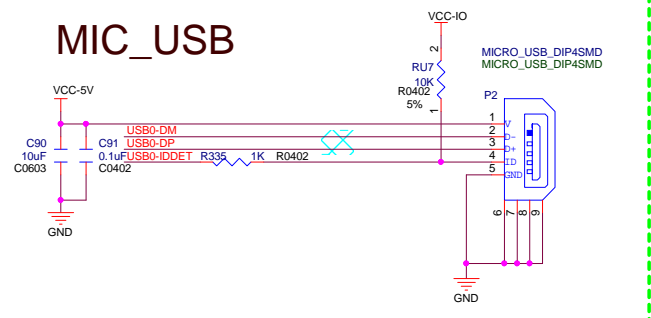 MIC_USB
VCC-IO
VCC-5V
C90
10uF
C0603
C91
0.1uF
C0402
USB0-DM
USB0-DP
USB0-IDDET
R335
1K
R0402
2
RU7
10K
R0402
5%
1
MICRO_USB_DIP4SMD
MICRO_USB_DIP4SMD
P2
1
V
2
D-
3
D+
4
ID
5
GND
6
7
8
9
GND
GND